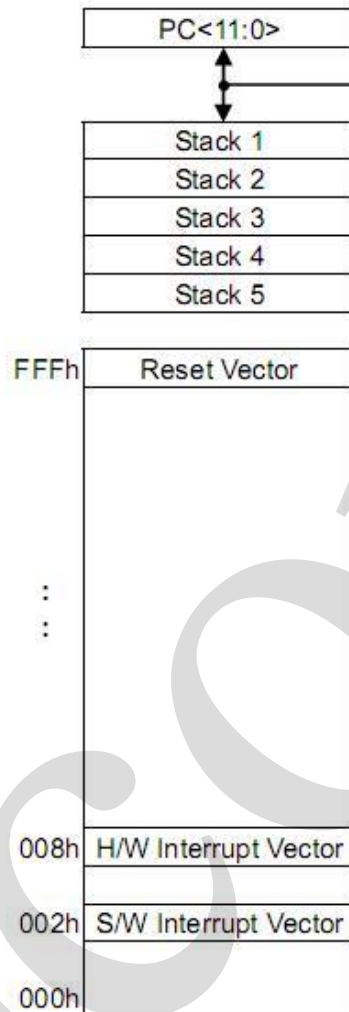 PC<11:0>
Stack 1
Stack 2
Stack 3
Stack 4
Stack 5
FFFh Reset Vector
:
:
008h H/W Interrupt Vector
002h S/W Interrupt Vector
000h